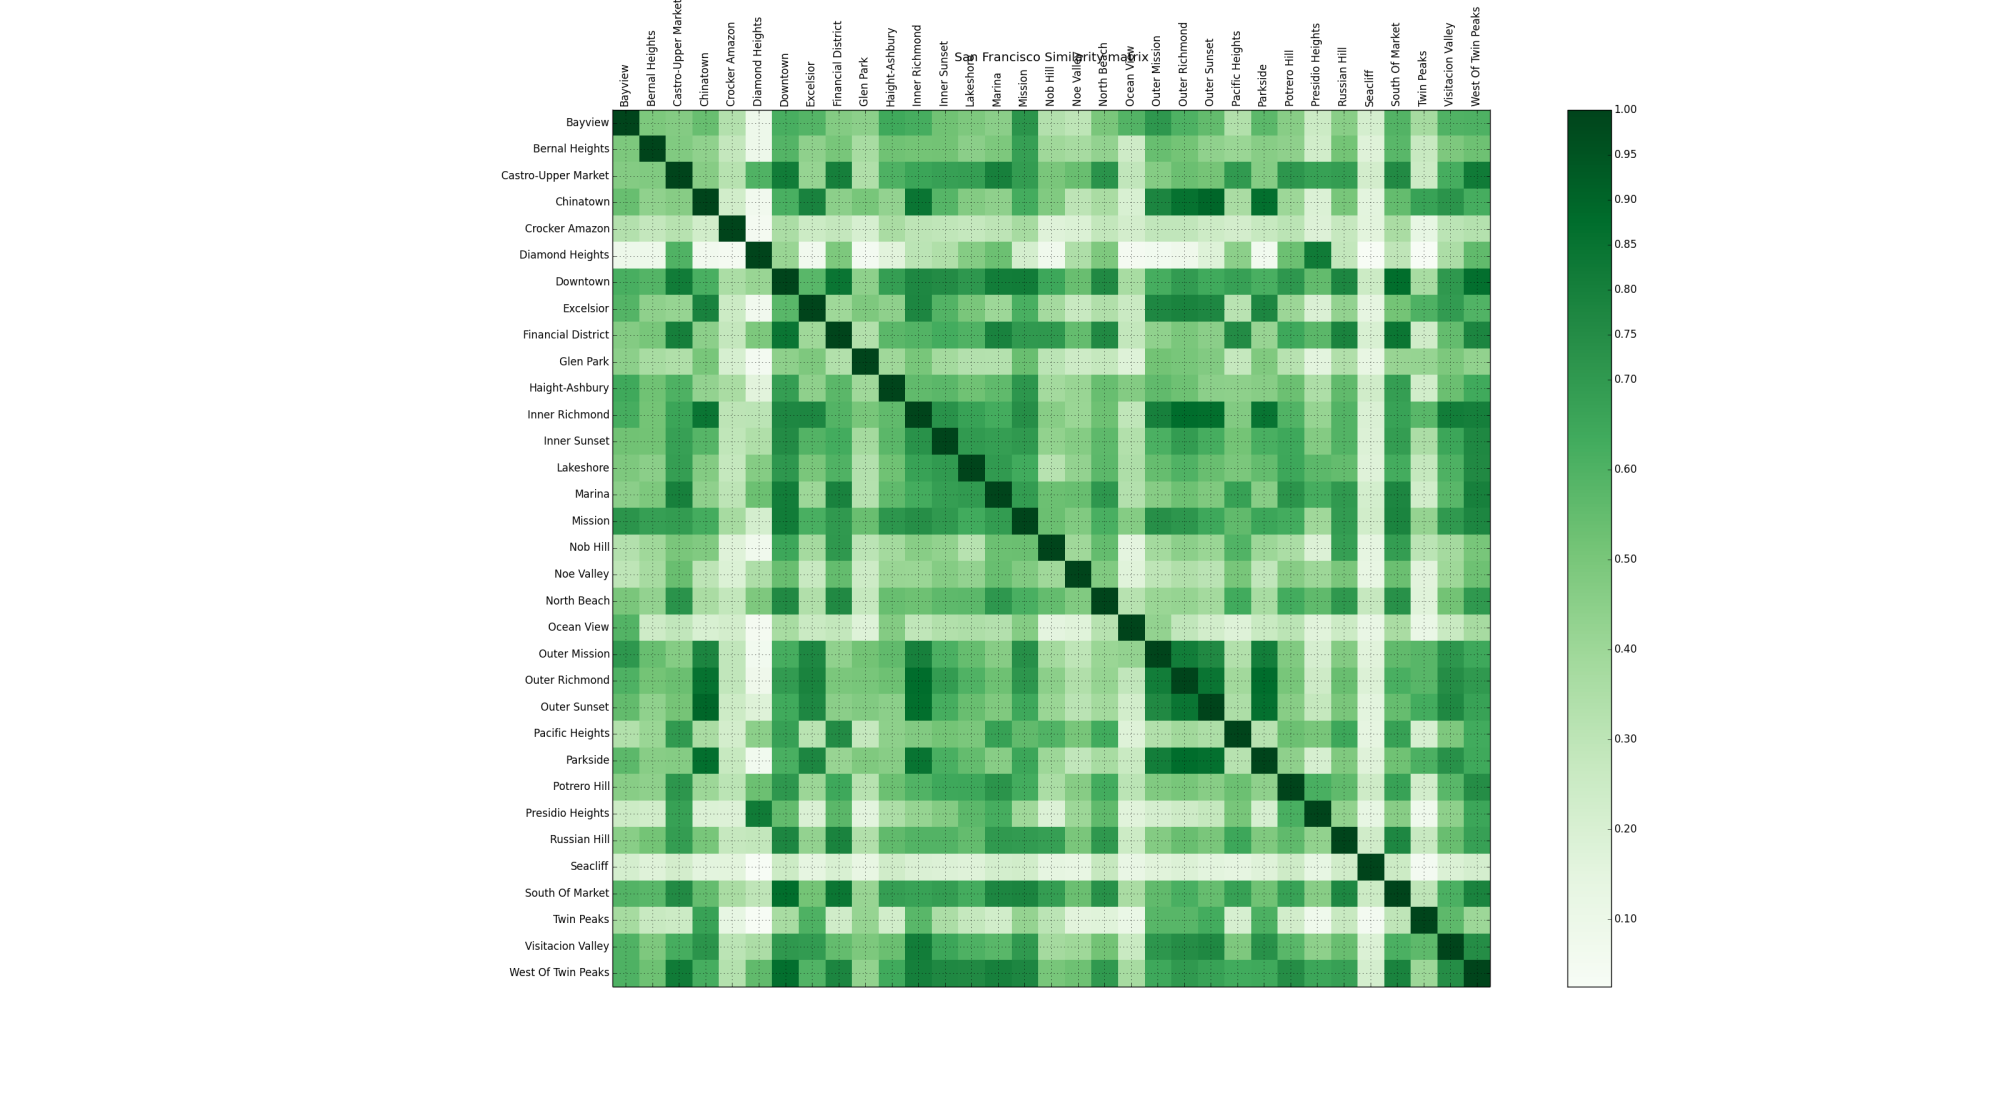 San Francisco Similarity matrix
Bayview
Bernal Heights
Castro-Upper Market
Chinatown
Crocker Amazon
Diamond Heights
Downtown
Excelsior
Financial District
Glen Park
Haight-Ashbury
Inner Richmond
Inner Sunset
Lakeshore
Marina
Mission
Nob Hill
Noe Valley
North Beach
Ocean View
Outer Mission
Outer Richmond
Outer Sunset
Pacific Heights
Parkside
Potrero Hill
Presidio Heights
Russian Hill
Seacliff
South Of Market
Twin Peaks
Visitacion Valley
West Of Twin Peaks
Bayview
Bernal Heights
Castro-Upper Market
Chinatown
Crocker Amazon
Diamond Heights
Downtown
Excelsior
Financial District
Glen Park
Haight-Ashbury
Inner Richmond
Inner Sunset
Lakeshore
Marina
Mission
Nob Hill
Noe Valley
North Beach
Ocean View
Outer Mission
Outer Richmond
Outer Sunset
Pacific Heights
Parkside
Potrero Hill
Presidio Heights
Russian Hill
Seacliff
South Of Market
Twin Peaks
Visitacion Valley
West Of Twin Peaks
1.00
0.95
0.90
0.85
0.80
0.75
0.70
0.60
0.50
0.40
0.30
0.20
0.10